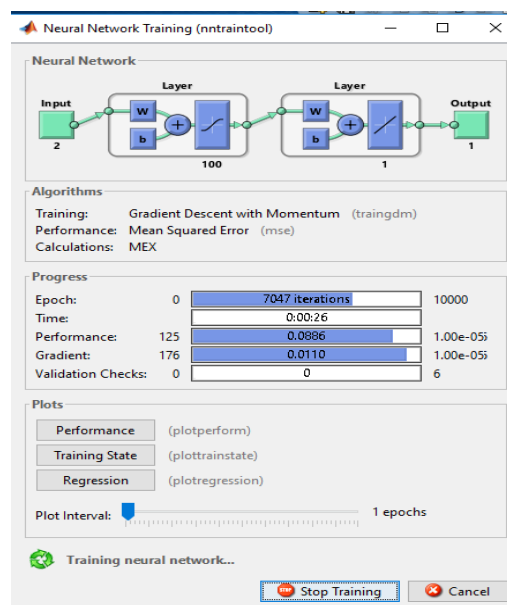 Neural Network Training (nntraintool)
Neural Network
Layer Layer
Input Output
W W
b b
2 1
100 1
Algorithms
Training: Gradient Descent with Momentum (traingdm)
Performance: Mean Squared Error (mse)
Calculations: MEX
Progress
Epoch: 0 7047 iterations 10000
Time: 0:00:26
Performance: 125 0.0886 1.00e-05
Gradient: 176 0.0110 1.00e-05
Validation Checks: 0 0 6
Plots
Performance (plotperform)
Training State (plottrainstate)
Regression (plotregression)
Plot Interval: 1 epochs
Training neural network...
Stop Training Cancel